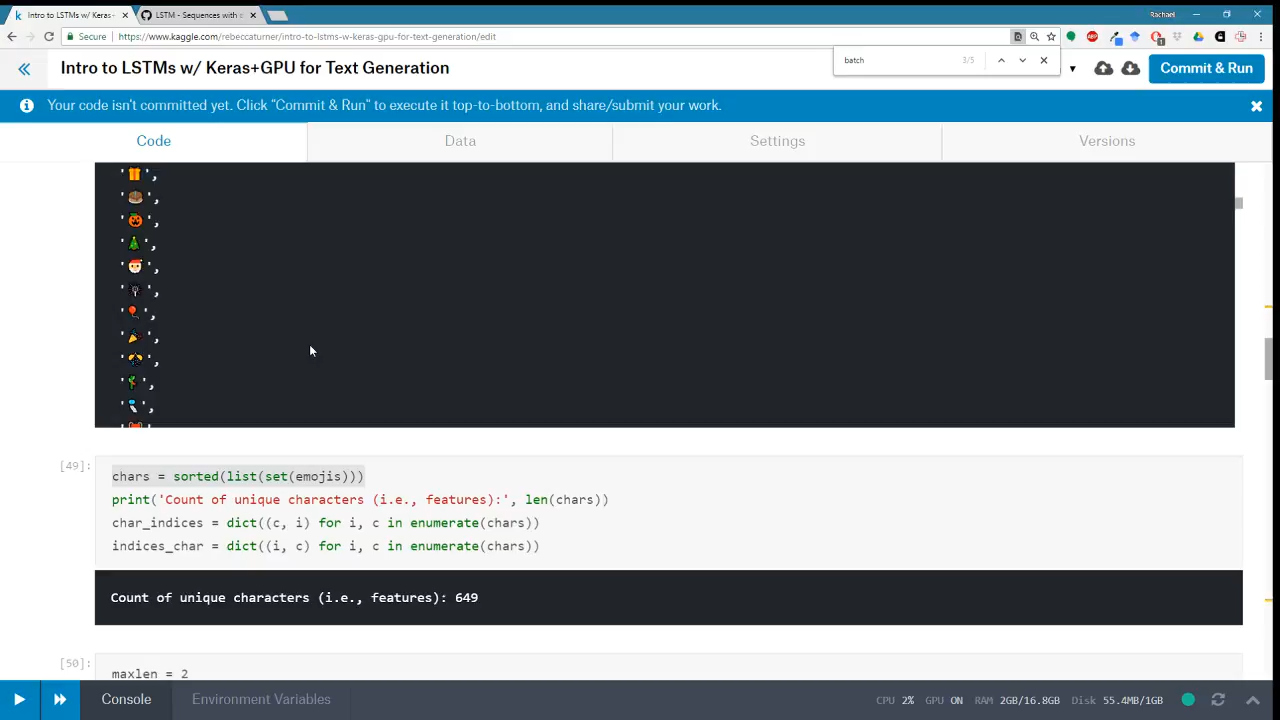 Intro to LSTMs w/ Keras-
LSTM - Sequences with
Rachael
Secure
https://www.kaggle.com/rebeccaturner/intro-to-lstms-w-keras-gpu-for-text-generation/edit
batch 3/5
Intro to LSTMs w/ Keras+GPU for Text Generation
Commit & Run
Your code isn't committed yet. Click "Commit & Run" to execute it top-to-bottom, and share/submit your work.
Code Data Settings Versions
'🎁',
'🎂',
'🎃',
'🎄',
'🎅',
'🎆',
'🎈',
'🎉',
[49]:
chars = sorted(list(set(emojis)))
print('Count of unique characters (i.e., features):', len(chars))
char_indices = dict((c, i) for i, c in enumerate(chars))
indices_char = dict((i, c) for i, c in enumerate(chars))
Count of unique characters (i.e., features): 649
[50]:
maxlen = 2
Console Environment Variables CPU 2% GPU ON RAM 2GB/16.8GB Disk 55.4MB/1GB